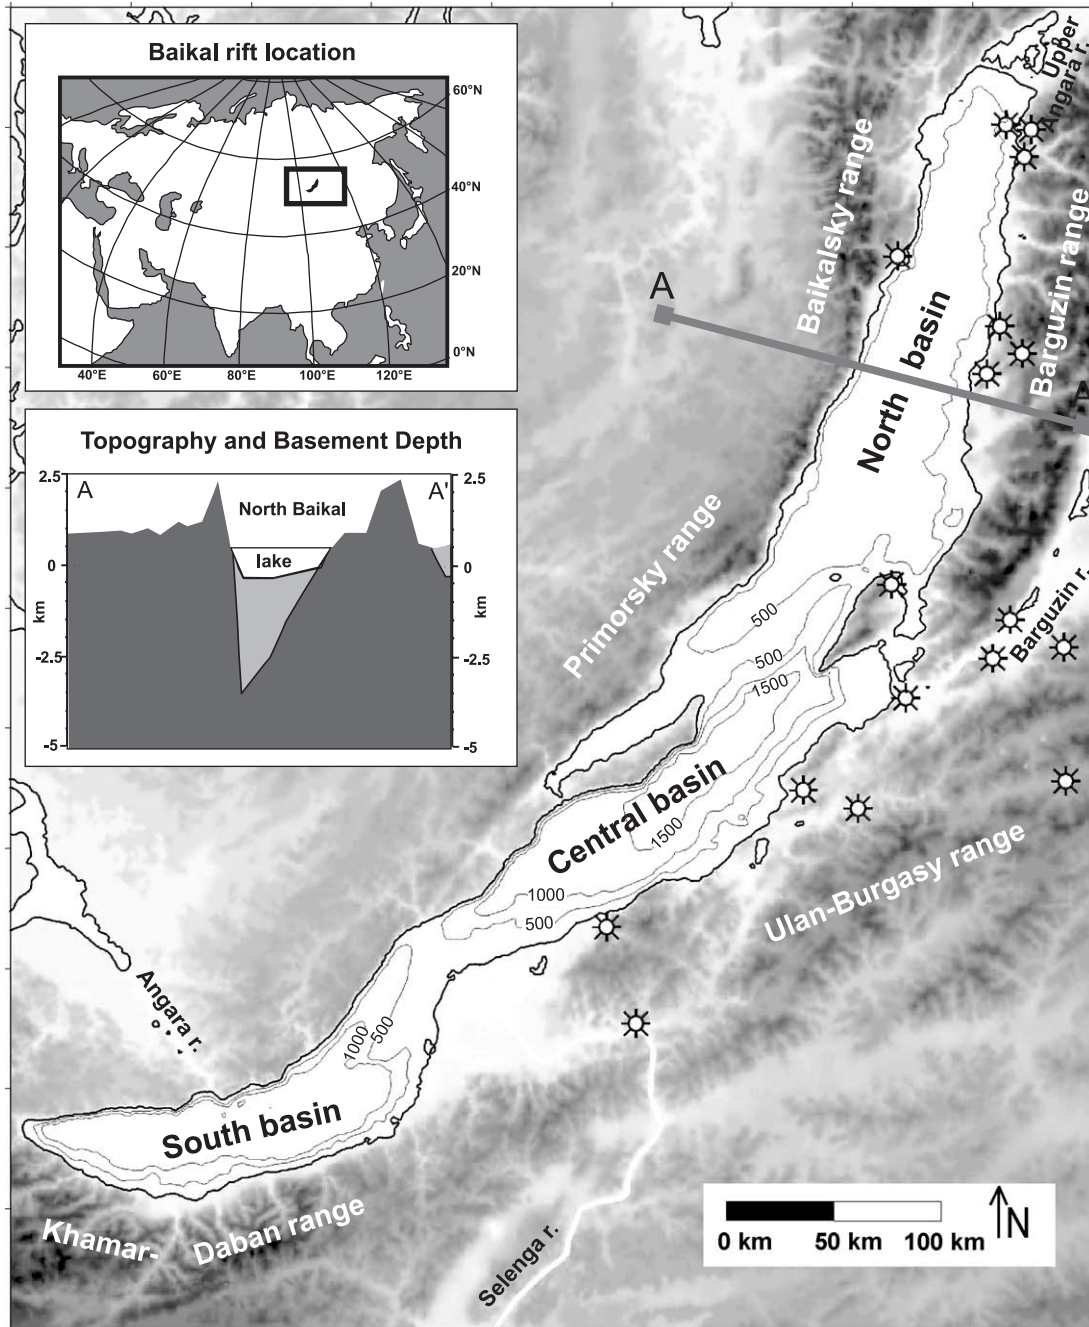 Baikal rift location
60°N
40°N
20°N
0°N
40°E
60°E
80°E
100°E
120°E
Topography and Basement Depth
2.5
A
A'
2.5
North Baikal
lake
0
0
km
km
-2.5
-2.5
-5
-5
Upper
Angara r.
Baikalsky range
Barguzin range
A
A'
North basin
Primorsky range
Barguzin r.
500
500
1500
Central basin
1500
1000
500
Ulan-Burgasy range
Angara r.
1000
500
South basin
Khamar-
Daban range
Selenga r.
N
0 km
50 km
100 km